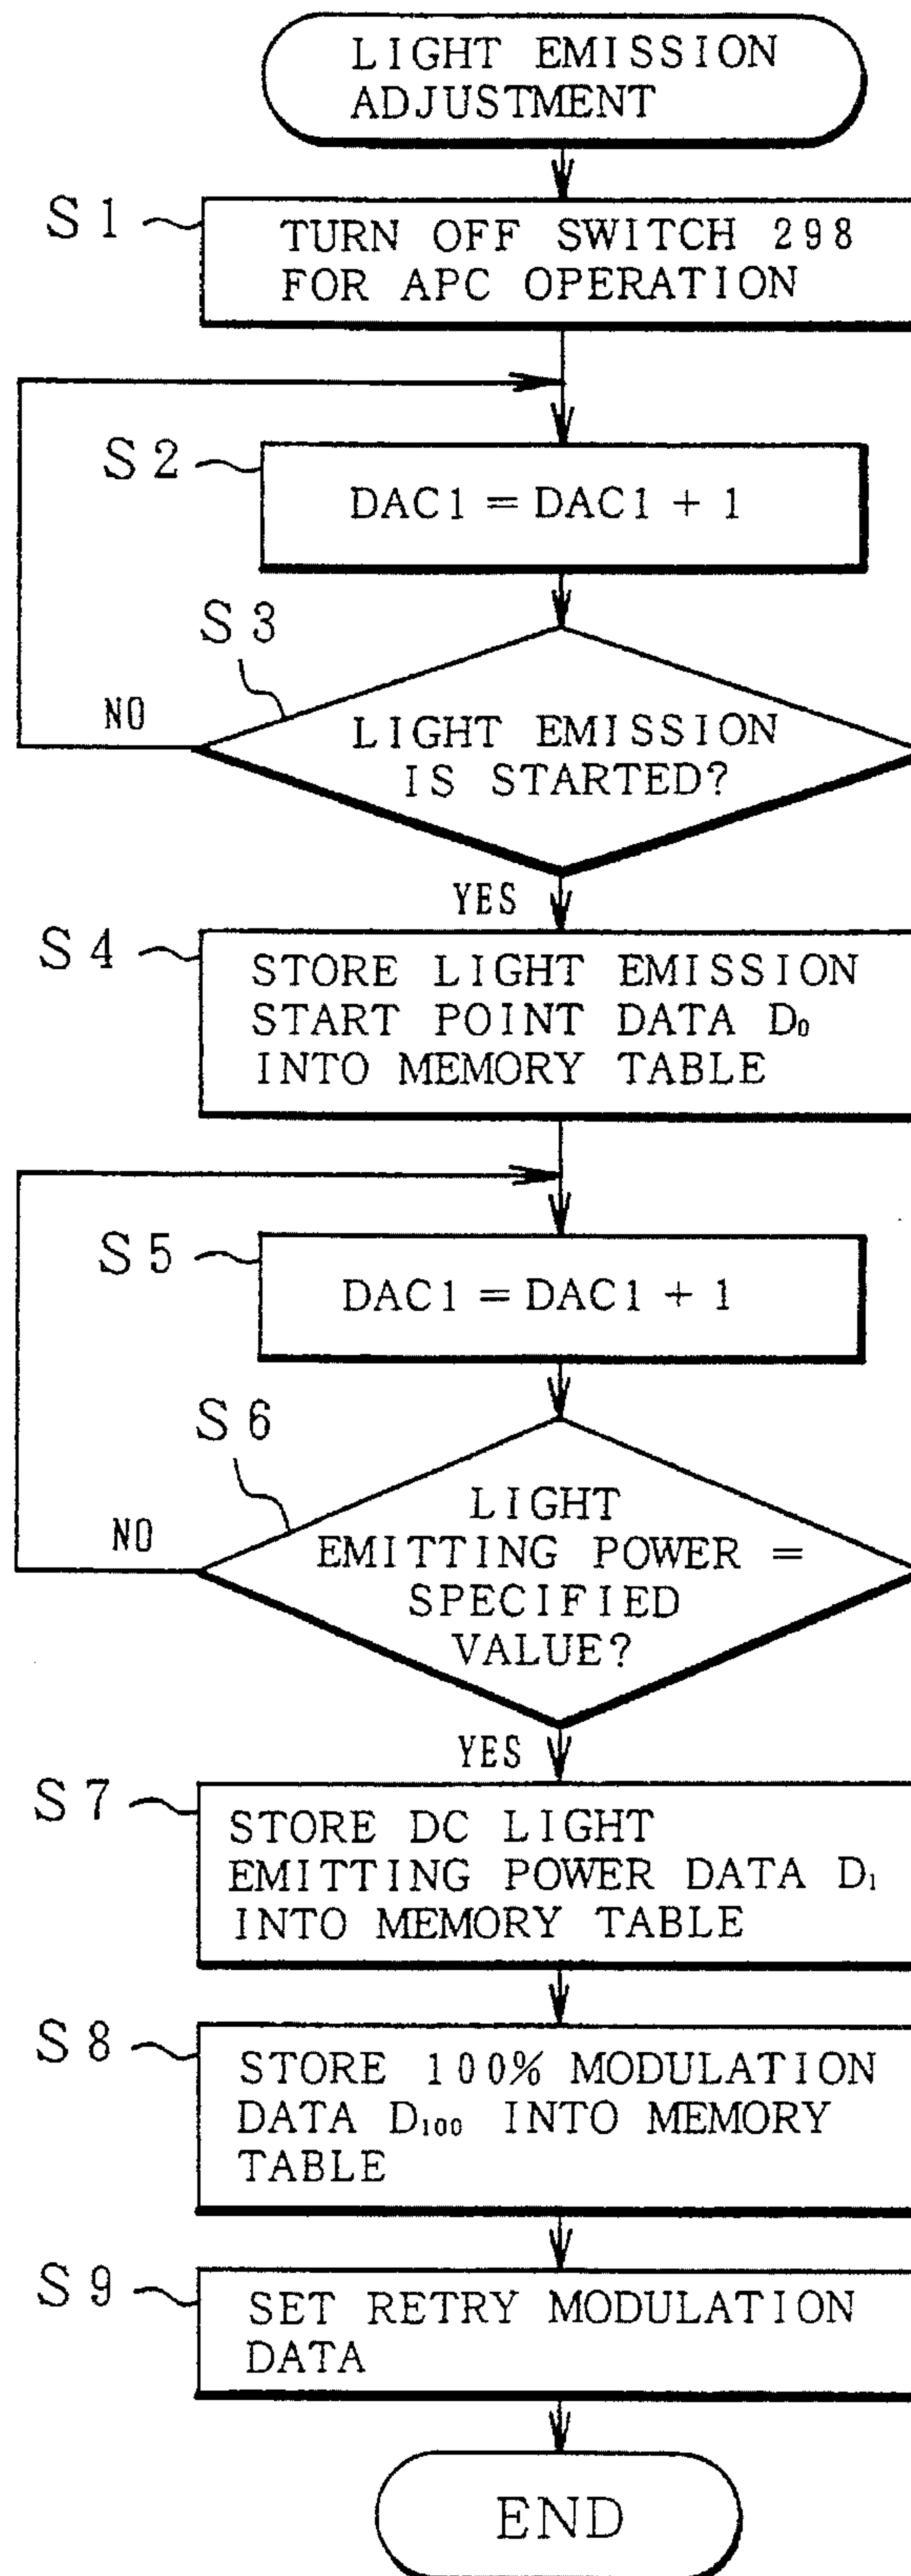 LIGHT EMISSION
ADJUSTMENT
S1
TURN OFF SWITCH 298
FOR APC OPERATION
S2
DAC1 = DAC1 + 1
S3
LIGHT EMISSION
IS STARTED?
NO
YES
S4
STORE LIGHT EMISSION
START POINT DATA D₀
INTO MEMORY TABLE
S5
DAC1 = DAC1 + 1
S6
LIGHT
EMITTING POWER =
SPECIFIED
VALUE?
NO
YES
S7
STORE DC LIGHT
EMITTING POWER DATA D₁
INTO MEMORY TABLE
S8
STORE 100% MODULATION
DATA D₁₀₀ INTO MEMORY
TABLE
S9
SET RETRY MODULATION
DATA
END